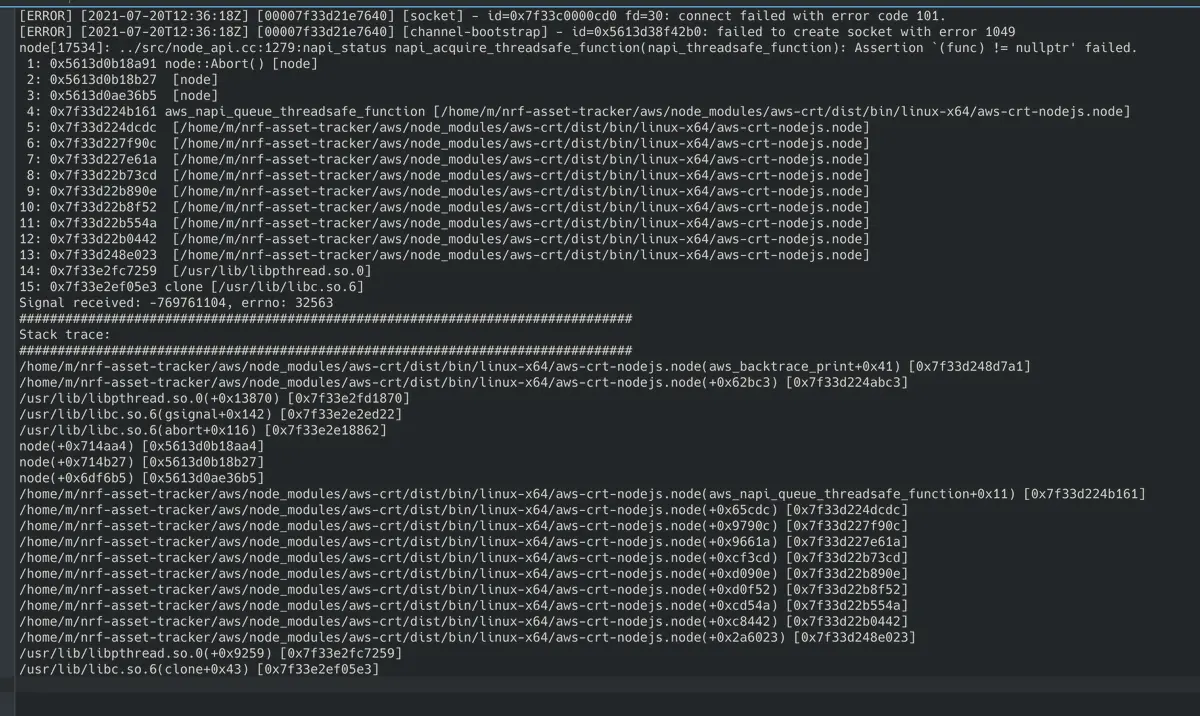 [ERROR] [2021-07-20T12:36:18Z] [00007f33d21e7640] [socket] - id=0x7f33c0000cd0 fd=30: connect failed with error code 101.
[ERROR] [2021-07-20T12:36:18Z] [00007f33d21e7640] [channel-bootstrap] - id=0x5613d38f42b0: failed to create socket with error 1049
node[17534]: ../src/node_api.cc:1279:napi_status napi_acquire_threadsafe_function(napi_threadsafe_function): Assertion `(func) != nullptr' failed.
1: 0x5613d0b18a91 node::Abort() [node]
2: 0x5613d0b18b27  [node]
3: 0x5613d0ae36b5  [node]
4: 0x7f33d224b161 aws_napi_queue_threadsafe_function [/home/m/nrf-asset-tracker/aws/node_modules/aws-crt/dist/bin/linux-x64/aws-crt-nodejs.node]
5: 0x7f33d224dcdc  [/home/m/nrf-asset-tracker/aws/node_modules/aws-crt/dist/bin/linux-x64/aws-crt-nodejs.node]
6: 0x7f33d227f90c  [/home/m/nrf-asset-tracker/aws/node_modules/aws-crt/dist/bin/linux-x64/aws-crt-nodejs.node]
7: 0x7f33d227e61a  [/home/m/nrf-asset-tracker/aws/node_modules/aws-crt/dist/bin/linux-x64/aws-crt-nodejs.node]
8: 0x7f33d22b73cd  [/home/m/nrf-asset-tracker/aws/node_modules/aws-crt/dist/bin/linux-x64/aws-crt-nodejs.node]
9: 0x7f33d22b890e  [/home/m/nrf-asset-tracker/aws/node_modules/aws-crt/dist/bin/linux-x64/aws-crt-nodejs.node]
10: 0x7f33d22b8f52  [/home/m/nrf-asset-tracker/aws/node_modules/aws-crt/dist/bin/linux-x64/aws-crt-nodejs.node]
11: 0x7f33d22b554a  [/home/m/nrf-asset-tracker/aws/node_modules/aws-crt/dist/bin/linux-x64/aws-crt-nodejs.node]
12: 0x7f33d22b0442  [/home/m/nrf-asset-tracker/aws/node_modules/aws-crt/dist/bin/linux-x64/aws-crt-nodejs.node]
13: 0x7f33d248e023  [/home/m/nrf-asset-tracker/aws/node_modules/aws-crt/dist/bin/linux-x64/aws-crt-nodejs.node]
14: 0x7f33e2fc7259  [/usr/lib/libpthread.so.0]
15: 0x7f33e2ef05e3 clone [/usr/lib/libc.so.6]
Signal received: -769761104, errno: 32563
################################################################################
Stack trace:
################################################################################
/home/m/nrf-asset-tracker/aws/node_modules/aws-crt/dist/bin/linux-x64/aws-crt-nodejs.node(aws_backtrace_print+0x41) [0x7f33d248d7a1]
/home/m/nrf-asset-tracker/aws/node_modules/aws-crt/dist/bin/linux-x64/aws-crt-nodejs.node(+0x62bc3) [0x7f33d224abc3]
/usr/lib/libpthread.so.0(+0x13870) [0x7f33e2fd1870]
/usr/lib/libc.so.6(gsignal+0x142) [0x7f33e2e2ed22]
/usr/lib/libc.so.6(abort+0x116) [0x7f33e2e18862]
node(+0x714aa4) [0x5613d0b18aa4]
node(+0x714b27) [0x5613d0b18b27]
node(+0x6df6b5) [0x5613d0ae36b5]
/home/m/nrf-asset-tracker/aws/node_modules/aws-crt/dist/bin/linux-x64/aws-crt-nodejs.node(aws_napi_queue_threadsafe_function+0x11) [0x7f33d224b161]
/home/m/nrf-asset-tracker/aws/node_modules/aws-crt/dist/bin/linux-x64/aws-crt-nodejs.node(+0x65cdc) [0x7f33d224dcdc]
/home/m/nrf-asset-tracker/aws/node_modules/aws-crt/dist/bin/linux-x64/aws-crt-nodejs.node(+0x9790c) [0x7f33d227f90c]
/home/m/nrf-asset-tracker/aws/node_modules/aws-crt/dist/bin/linux-x64/aws-crt-nodejs.node(+0x9661a) [0x7f33d227e61a]
/home/m/nrf-asset-tracker/aws/node_modules/aws-crt/dist/bin/linux-x64/aws-crt-nodejs.node(+0xcf3cd) [0x7f33d22b73cd]
/home/m/nrf-asset-tracker/aws/node_modules/aws-crt/dist/bin/linux-x64/aws-crt-nodejs.node(+0xd090e) [0x7f33d22b890e]
/home/m/nrf-asset-tracker/aws/node_modules/aws-crt/dist/bin/linux-x64/aws-crt-nodejs.node(+0xd0f52) [0x7f33d22b8f52]
/home/m/nrf-asset-tracker/aws/node_modules/aws-crt/dist/bin/linux-x64/aws-crt-nodejs.node(+0xcd54a) [0x7f33d22b554a]
/home/m/nrf-asset-tracker/aws/node_modules/aws-crt/dist/bin/linux-x64/aws-crt-nodejs.node(+0xc8442) [0x7f33d22b0442]
/home/m/nrf-asset-tracker/aws/node_modules/aws-crt/dist/bin/linux-x64/aws-crt-nodejs.node(+0x2a6023) [0x7f33d248e023]
/usr/lib/libpthread.so.0(+0x9259) [0x7f33e2fc7259]
/usr/lib/libc.so.6(clone+0x43) [0x7f33e2ef05e3]